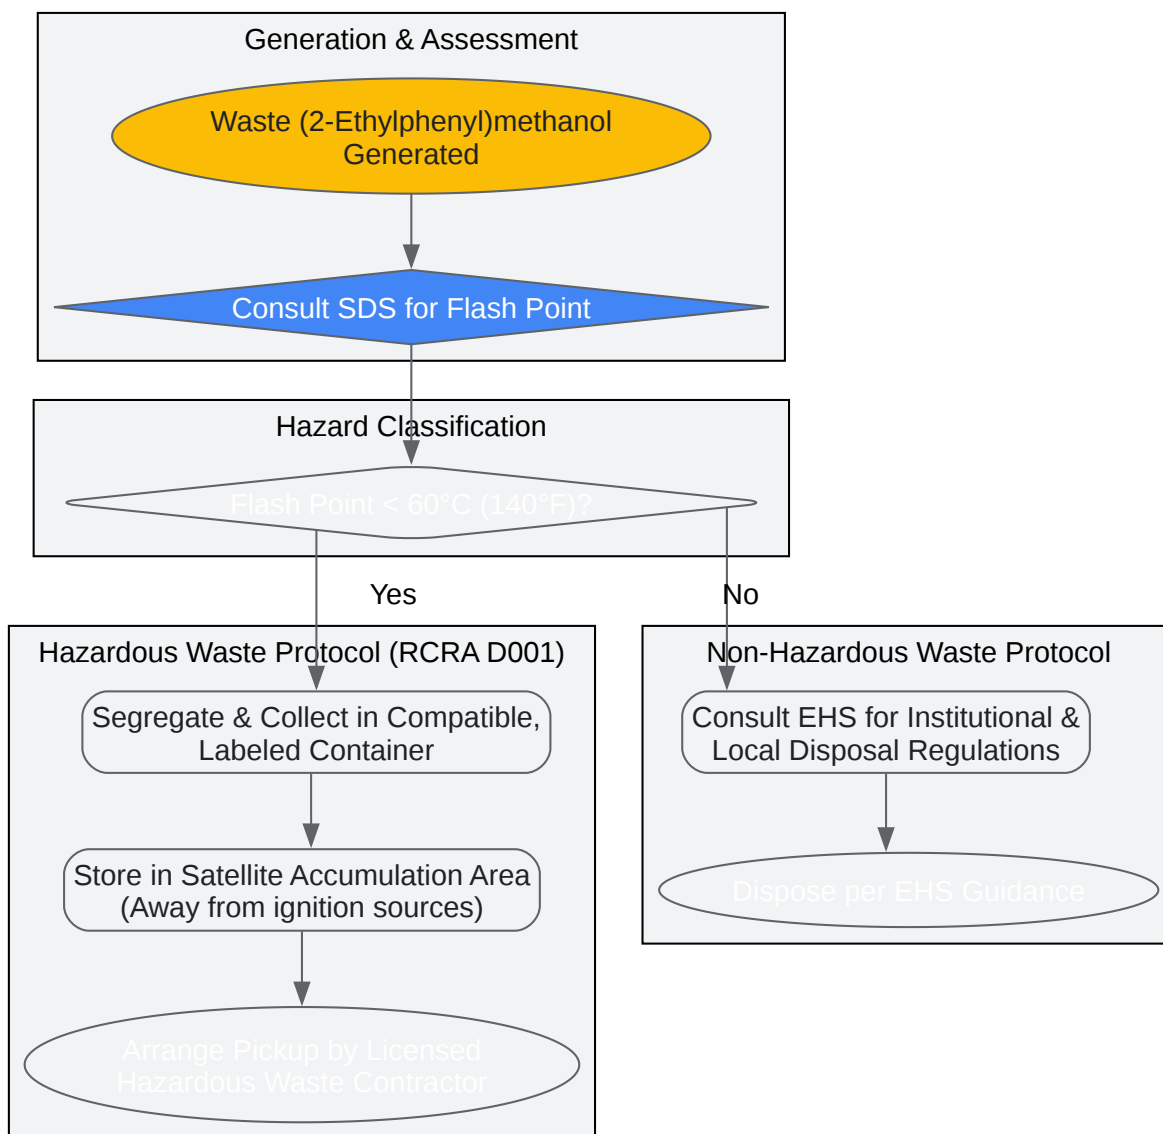 Generation & Assessment
Waste (2-Ethylphenyl)methanol
Generated
Consult SDS for Flash Point
Hazard Classification
Flash Point < 60°C (140°F)?
Yes
No
Hazardous Waste Protocol (RCRA D001)
Segregate & Collect in Compatible,
Labeled Container
Store in Satellite Accumulation Area
(Away from ignition sources)
Arrange Pickup by Licensed
Hazardous Waste Contractor
Non-Hazardous Waste Protocol
Consult EHS for Institutional &
Local Disposal Regulations
Dispose per EHS Guidance